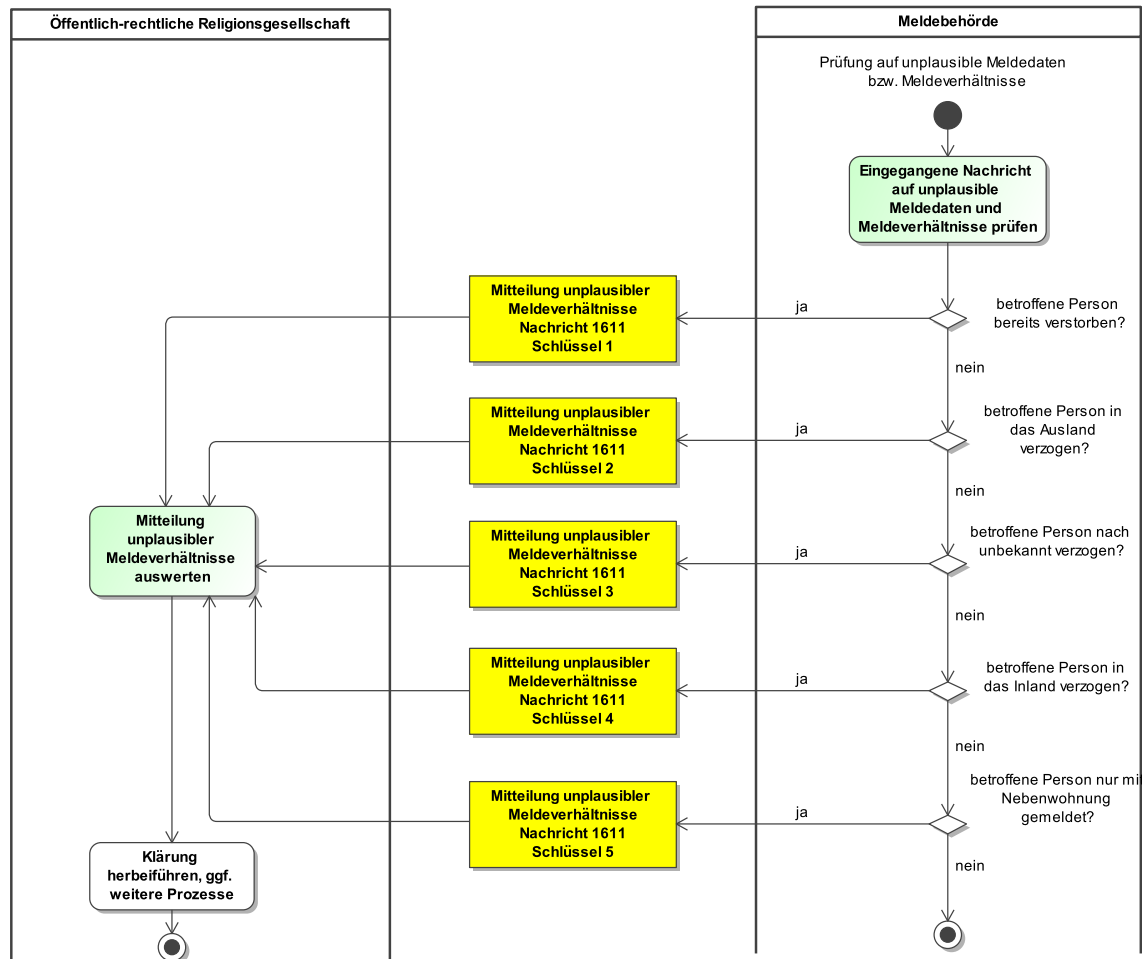 Öffentlich-rechtliche Religionsgesellschaft
Meldebehörde
Prüfung auf unplausible Meldedaten
bzw. Meldeverhältnisse
Eingegangene Nachricht
auf unplausible
Meldedaten und
Meldeverhältnisse prüfen
betroffene Person
bereits verstorben?
ja
Mitteilung unplausibler
Meldeverhältnisse
Nachricht 1611
Schlüssel 1
nein
betroffene Person in
das Ausland
verzogen?
ja
Mitteilung unplausibler
Meldeverhältnisse
Nachricht 1611
Schlüssel 2
nein
betroffene Person nach
unbekannt verzogen?
ja
Mitteilung unplausibler
Meldeverhältnisse
Nachricht 1611
Schlüssel 3
Mitteilung
unplausibler
Meldeverhältnisse
auswerten
nein
betroffene Person in
das Inland verzogen?
ja
Mitteilung unplausibler
Meldeverhältnisse
Nachricht 1611
Schlüssel 4
nein
betroffene Person nur mit
Nebenwohnung
gemeldet?
ja
Mitteilung unplausibler
Meldeverhältnisse
Nachricht 1611
Schlüssel 5
nein
Klärung
herbeiführen, ggf.
weitere Prozesse